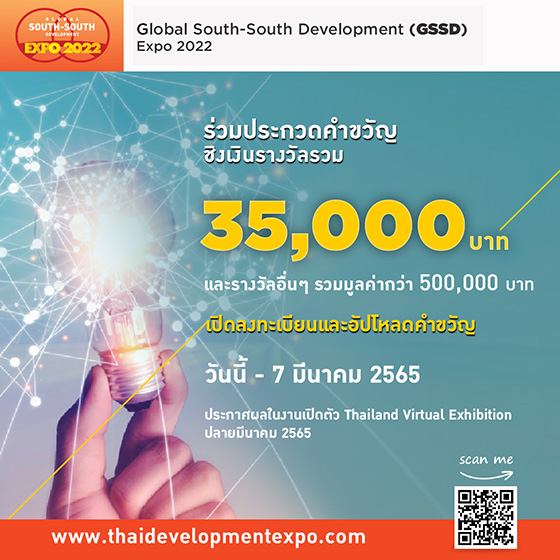 GLOBAL
SOUTH-SOUTH
DEVELOPMENT
EXPO 2022
Global South-South Development (GSSD)
Expo 2022
ร่วมประกวดคำขวัญ
ชิงเงินรางวัลรวม
35,000 บาท
และรางวัลอื่นๆ รวมมูลค่ากว่า 500,000 บาท
เปิดลงทะเบียนและอัปโหลดคำขวัญ
วันนี้ - 7 มีนาคม 2565
ประกาศผลในงานเปิดตัว Thailand Virtual Exhibition
ปลายมีนาคม 2565
scan me
www.thaidevelopmentexpo.com